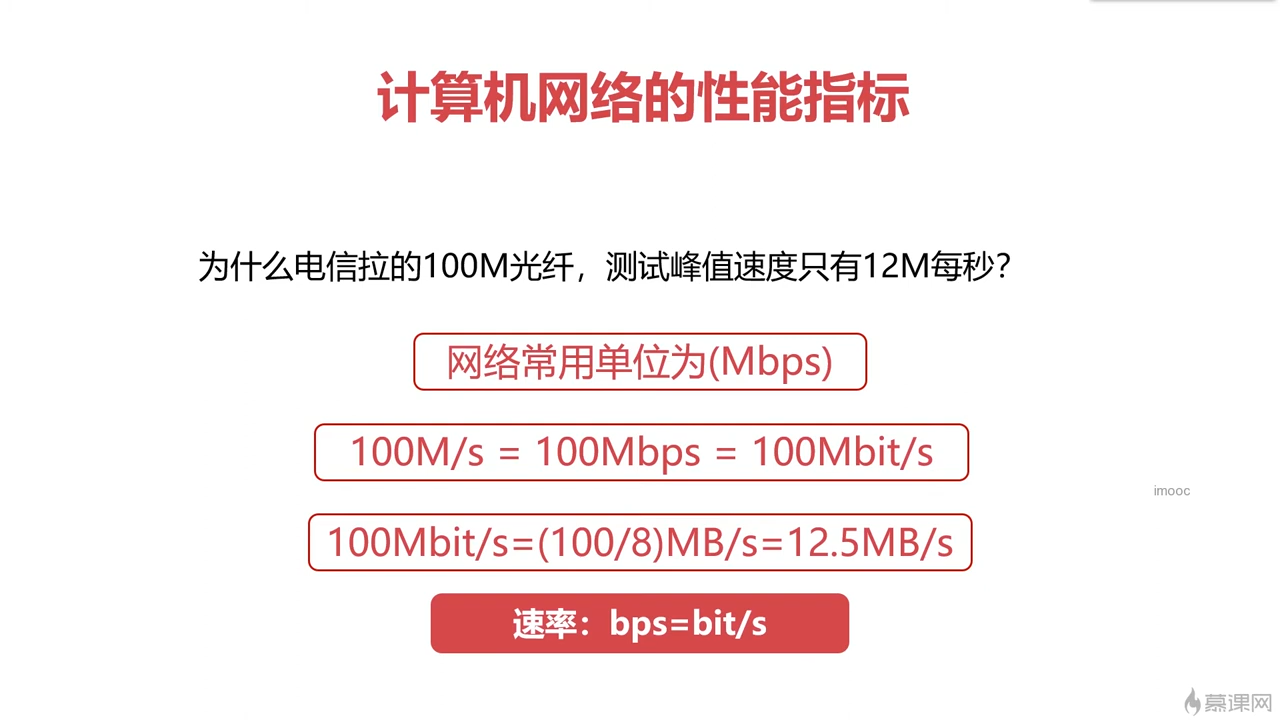 计算机网络的性能指标
为什么电信拉的100M光纤，测试峰值速度只有12M每秒？
网络常用单位为(Mbps)
100M/s = 100Mbps = 100Mbit/s
imooc
100Mbit/s=(100/8)MB/s=12.5MB/s
速率：bps=bit/s
慕课网